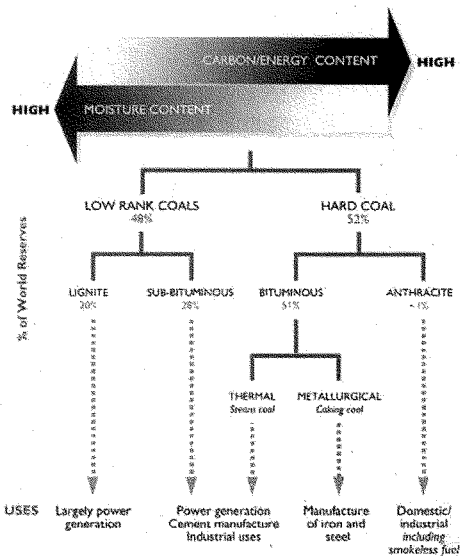 CARBON/ENERGY CONTENT
HIGH
HIGH
MOISTURE CONTENT
LOW RANK COALS
48%
HARD COAL
52%
% of World Reserves
LIGNITE
20%
SUB-BITUMINOUS
28%
BITUMINOUS
51%
ANTHRACITE
~1%
THERMAL
Steam coal
METALLURGICAL
Coking coal
USES
Largely power
generation
Power generation
Cement manufacture
Industrial uses
Manufacture
of iron and
steel
Domestic/
industrial
including
smokeless fuel